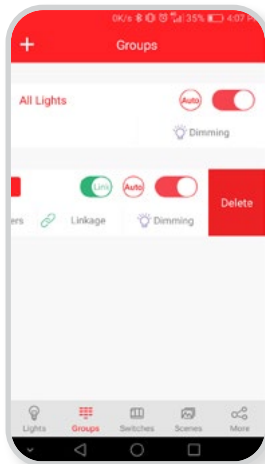 0K/s 35% 4:07 P
+ Groups
All Lights Auto
Dimming
Link Auto Delete
ers Linkage Dimming
Lights Groups Switches Scenes More